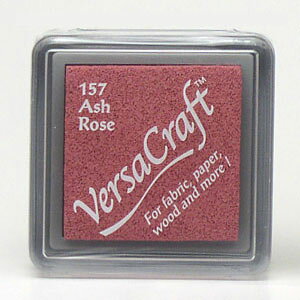 157
Ash
Rose
VersaCraft™
For fabric, paper,
wood and more!